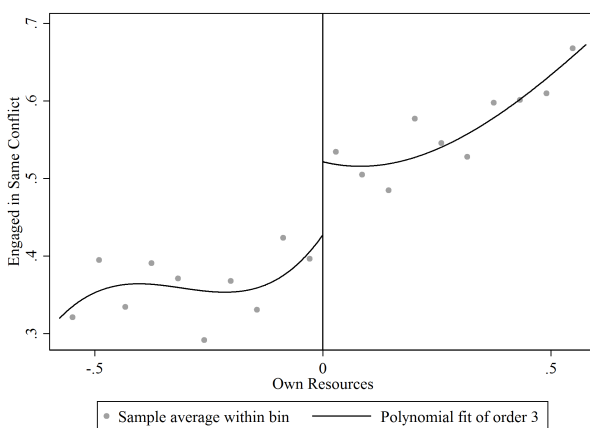 Engaged in Same Conflict
.7
.6
.5
.4
.3
-.5
0
.5
Own Resources
Sample average within bin
Polynomial fit of order 3